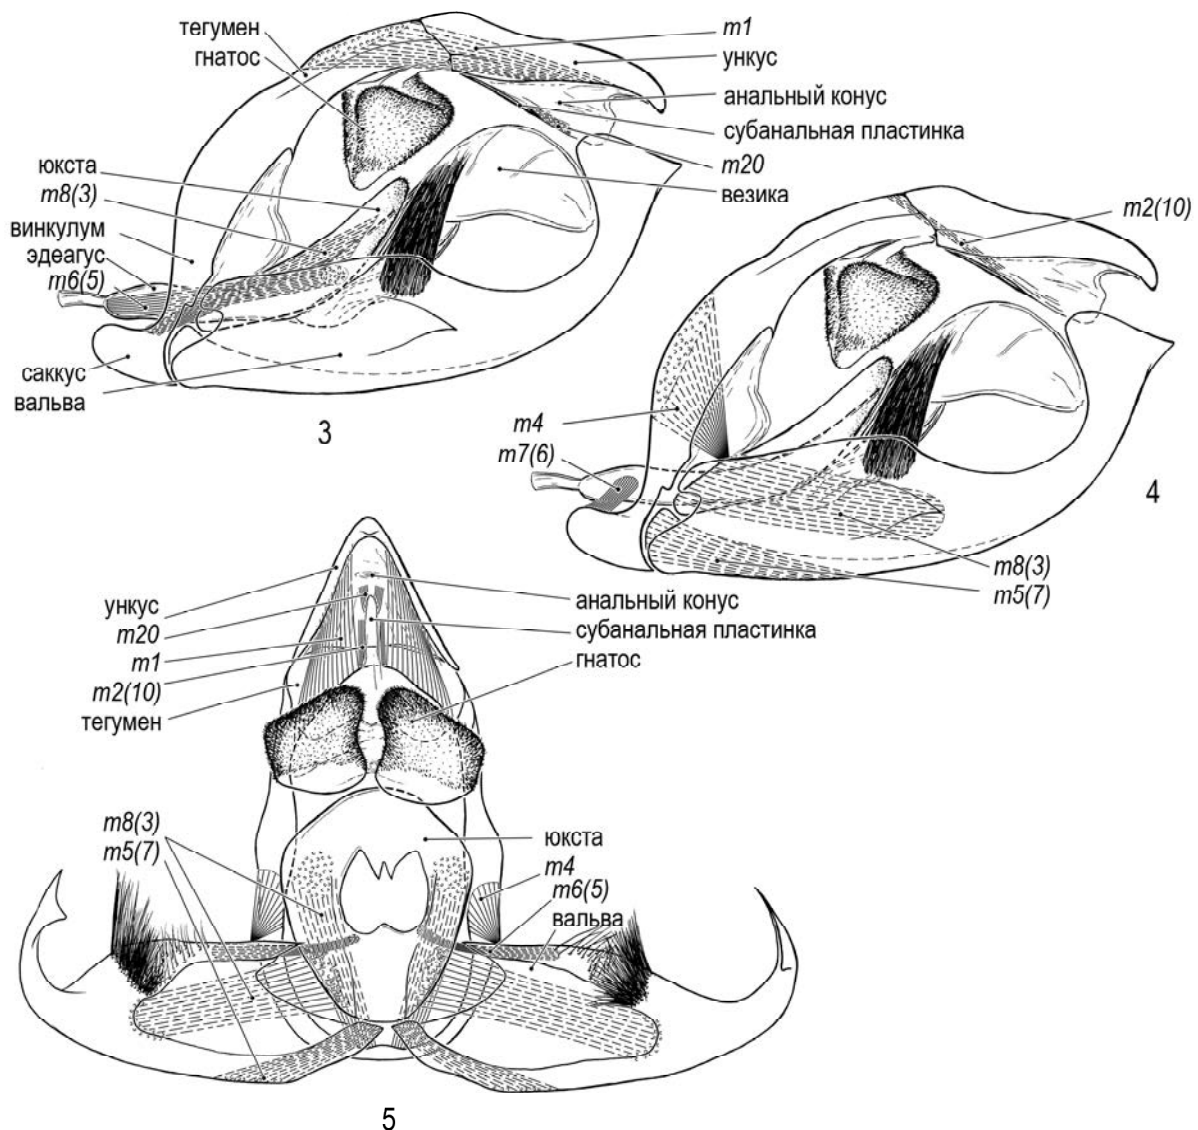 тегумен
гнатос
m1
ункус
анальный конус
субанальная пластинка
m20
везика
юкста
m8(3)
винкулум
эдеагус
m6(5)
саккус
вальва
3
m2(10)
m4
m7(6)
4
m8(3)
m5(7)
ункус
m20
m1
m2(10)
тегумен
анальный конус
субанальная пластинка
гнатос
m8(3)
m5(7)
юкста
m4
m6(5)
вальва
5